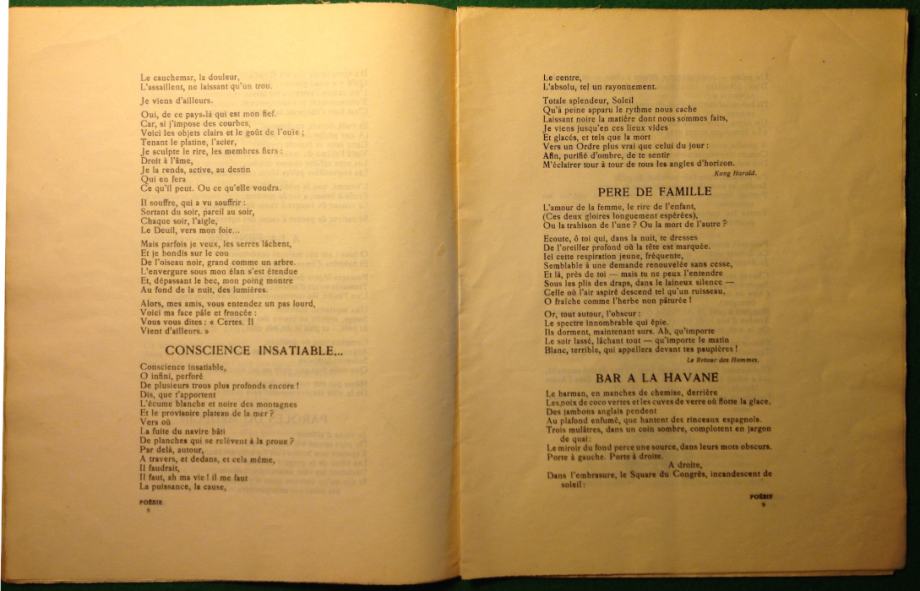 Le cauchemar, la douleur,
L'assaillent, ne laissant qu'un trou.
Je viens d'ailleurs.
Oui, de ce pays-là qui est mon fief.
Car, si j'impose des courbes,
Voici les objets clairs et le goût de l'ouïe ;
Tenant le platine, l'acier,
Je sculpte le rire, les membres fiers :
Droit à l'âme,
Je la rends, active, au destin
Qui en fera
Ce qu'il peut. Ou ce qu'elle voudra.
Il souffre, qui a vu souffrir :
Sortant du soir, pareil au soir,
Chaque soir, l'aigle,
Le Deuil, vers mon foie...
Mais parfois je veux, les serres lâchent,
Et je bondis sur le cou
De l'oiseau noir, grand comme un arbre.
L'envergure sous mon élan s'est étendue
Et, dépassant le bec, mon poing montre
Au fond de la nuit, des lumières.
Alors, mes amis, vous entendez un pas lourd,
Voici ma face pâle et froncée :
Vous vous dites : « Certes. Il
Vient d'ailleurs. »
CONSCIENCE INSATIABLE...
Conscience insatiable,
O infini, perforé
De plusieurs trous plus profonds encore !
Dis, que t'apportent
L'écume blanche et noire des montagnes
Et le provisoire plateau de la mer ?
Vers où
La fuite du navire bâti
De planches qui se relèvent à la proue ?
Par delà, autour,
A travers, et dedans, et cela même,
Il faudrait,
Il faut, ah ma vie ! il me faut
La puissance, la cause,
POÉSIE
8
Le centre,
L'absolu, tel un rayonnement.
Totale splendeur, Soleil
Qu'à peine apparu le rythme nous cache
Laissant noire la matière dont nous sommes faits,
Je viens jusqu'en ces lieux vides
Et glacés, et tels que la mort
Vers un Ordre plus vrai que celui du jour :
Afin, purifié d'ombre, de te sentir
M'éclairer tour à tour de tous les angles d'horizon.
Kong Harald.
PERE DE FAMILLE
L'amour de la femme, le rire de l'enfant,
(Ces deux gloires longuement espérées),
Ou la trahison de l'une ? Ou la mort de l'autre ?
Ecoute, ô toi qui, dans la nuit, te dresses
De l'oreiller profond où la tête est marquée.
Ici cette respiration jeune, fréquente,
Semblable à une demande renouvelée sans cesse,
Et là, près de toi — mais tu ne peux l'entendre
Sous les plis des draps, dans le laineux silence —
Celle où l'air aspiré descend tel qu'un ruisseau,
O fraîche comme l'herbe non pâturée !
Or, tout autour, l'obscur :
Le spectre innombrable qui épie.
Ils dorment, maintenant surs. Ah, qu'importe
Le soir lassé, lâchant tout — qu'importe le matin
Blanc, terrible, qui appellera devant tes paupières !
Le Retour des Hommes.
BAR A LA HAVANE
Le barman, en manches de chemise, derrière
Les noix de coco vertes et les cuves de verre où flotte la glace,
Des jambons anglais pendent
Au plafond enfumé, que hantent des rinceaux espagnols.
Trois mulâtres, dans un coin sombre, complotent en jargon
de quai :
Le miroir du fond perce une source, dans leurs mots obscurs.
Porte à gauche. Porte à droite.
A droite,
Dans l'embrasure, le Square du Congrès, incandescent de
soleil :
POÉSIE
9